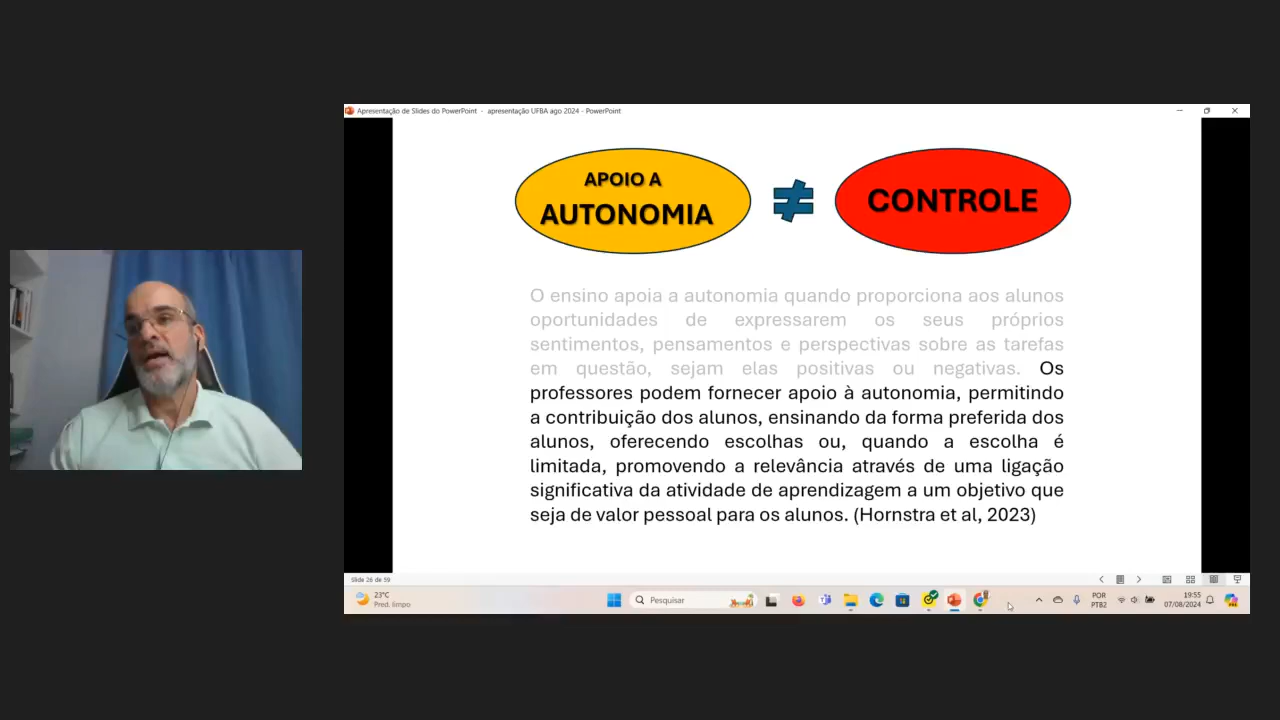 Apresentação de Slides do PowerPoint - apresentação UFBA ago 2024 - PowerPoint
APOIO A
AUTONOMIA
≠
CONTROLE
O ensino apoia a autonomia quando proporciona aos alunos
oportunidades de expressarem os seus próprios
sentimentos, pensamentos e perspectivas sobre as tarefas
em questão, sejam elas positivas ou negativas. Os
professores podem fornecer apoio à autonomia, permitindo
a contribuição dos alunos, ensinando da forma preferida dos
alunos, oferecendo escolhas ou, quando a escolha é
limitada, promovendo a relevância através de uma ligação
significativa da atividade de aprendizagem a um objetivo que
seja de valor pessoal para os alunos. (Hornstra et al, 2023)
Slide 26 de 59
23°C
Pred. limpo
Pesquisar
POR
PTB2
19:55
07/08/2024